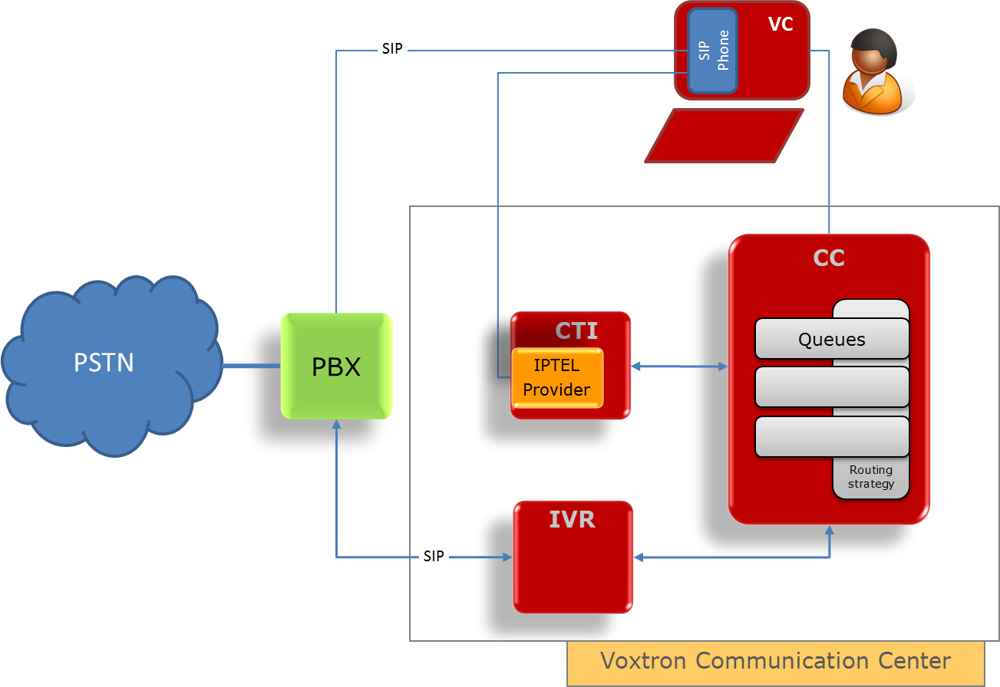 VC
SIP
Phone
SIP
CC
CTI
IPTEL
Provider
Queues
PSTN
PBX
Routing
strategy
IVR
SIP
Voxtron Communication Center